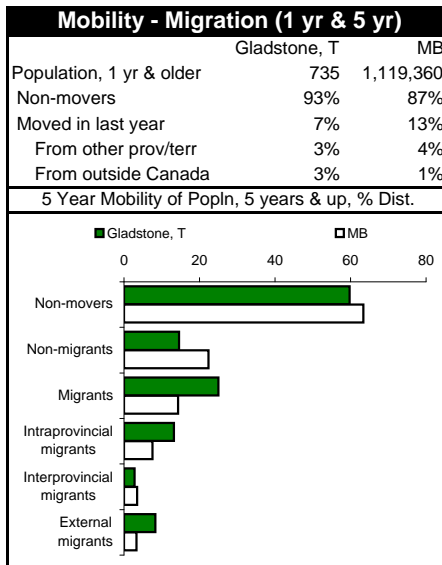 Mobility - Migration (1 yr & 5 yr)
Gladstone, T MB
Population, 1 yr & older 735 1,119,360
Non-movers 93% 87%
Moved in last year 7% 13%
From other prov/terr 3% 4%
From outside Canada 3% 1%
5 Year Mobility of Popln, 5 years & up, % Dist.
Gladstone, T MB
0 20 40 60 80
Non-movers
Non-migrants
Migrants
Intraprovincial
migrants
Interprovincial
migrants
External
migrants